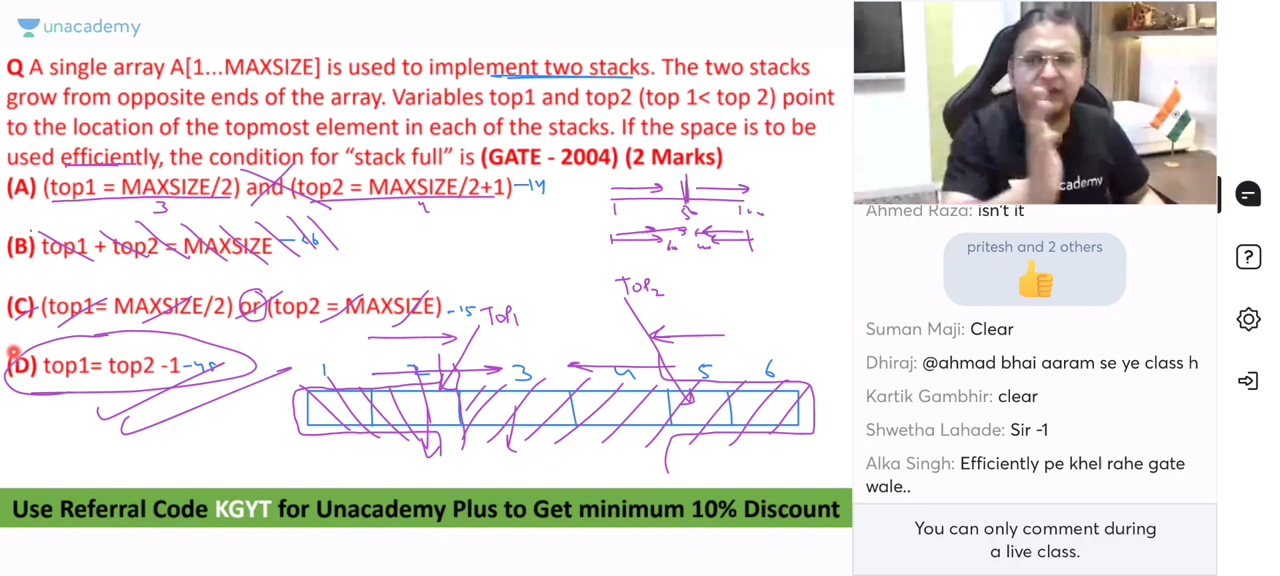 unacademy
Q A single array A[1...MAXSIZE] is used to implement two stacks. The two stacks
grow from opposite ends of the array. Variables top1 and top2 (top 1< top 2) point
to the location of the topmost element in each of the stacks. If the space is to be
used efficiently, the condition for “stack full” is (GATE - 2004) (2 Marks)
(A) (top1 = MAXSIZE/2) and (top2 = MAXSIZE/2+1) -14
3 4
(B) top1 + top2 = MAXSIZE
(C) (top1= MAXSIZE/2) or (top2 = MAXSIZE) -15
(D) top1= top2 -1
1 50
TOP1
TOP2
1 2 3 4 5 6
Use Referral Code KGYT for Unacademy Plus to Get minimum 10% Discount
academy
Ahmed Raza: isn't it
pritesh and 2 others
Suman Maji: Clear
Dhiraj: @ahmad bhai aaram se ye class h
Kartik Gambhir: clear
Shwetha Lahade: Sir -1
Alka Singh: Efficiently pe khel rahe gate
wale..
You can only comment during
a live class.